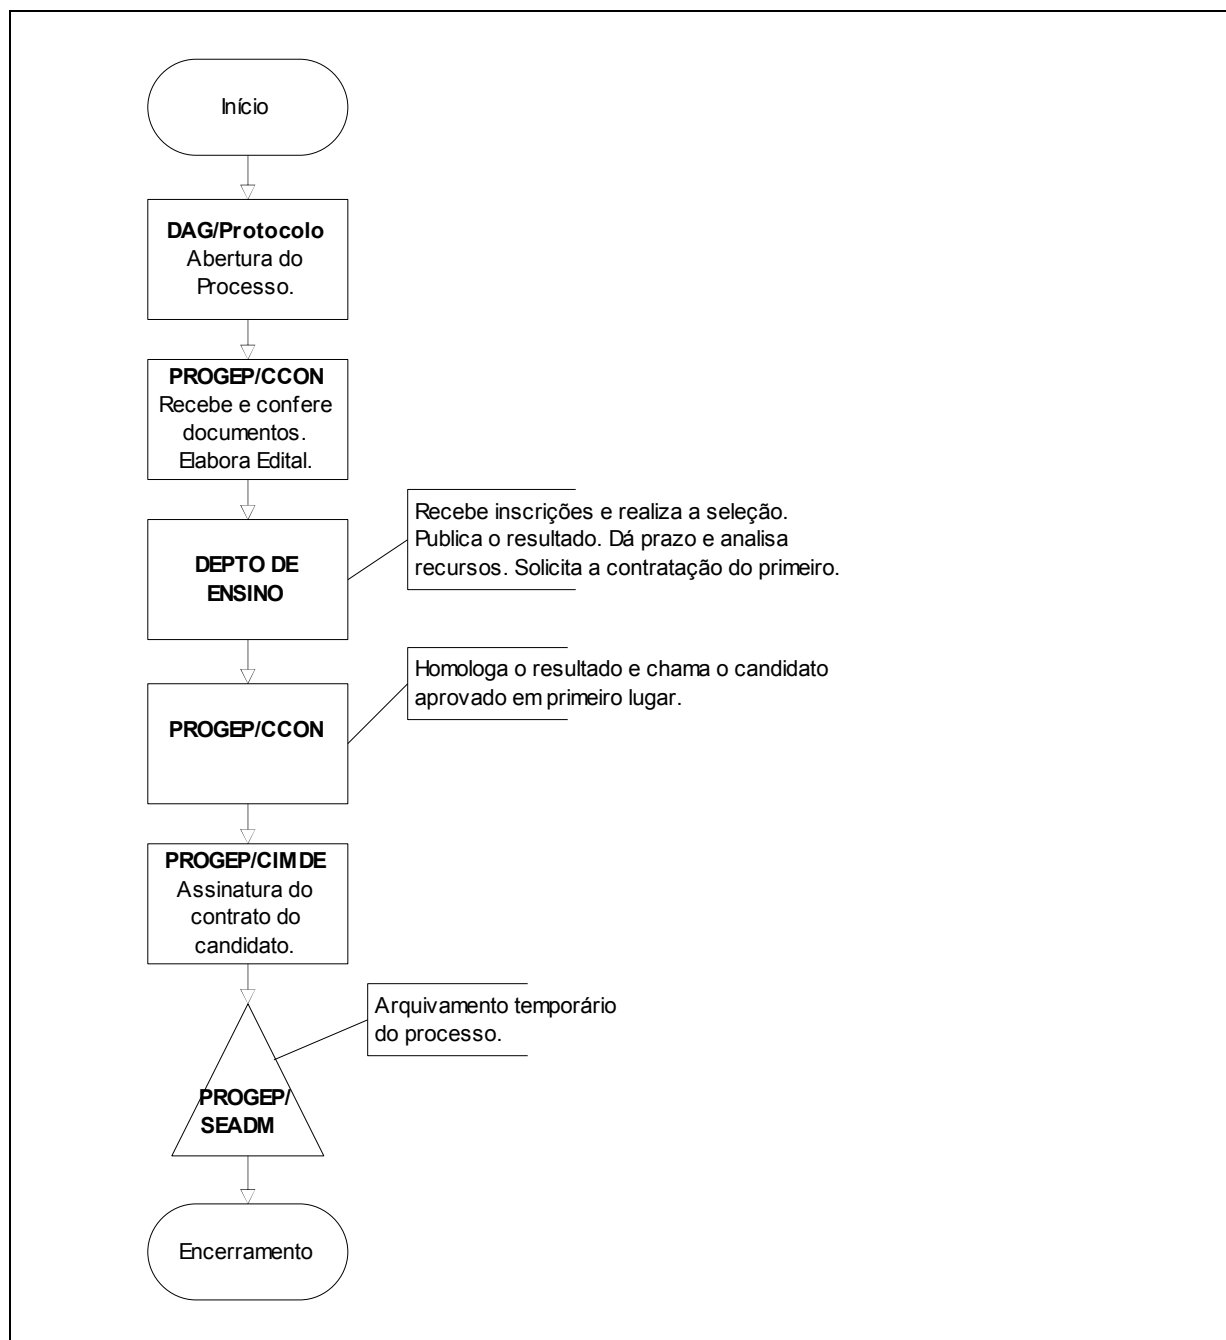 Início
DAG/Protocolo
Abertura do
Processo.
PROGEP/CCON
Recebe e confere
documentos.
Elabora Edital.
DEPTO DE
ENSINO
Recebe inscrições e realiza a seleção.
Publica o resultado. Dá prazo e analisa
recursos. Solicita a contratação do primeiro.
PROGEP/CCON
Homologa o resultado e chama o candidato
aprovado em primeiro lugar.
PROGEP/CIMDE
Assinatura do
contrato do
candidato.
PROGEP/
SEADM
Arquivamento temporário
do processo.
Encerramento